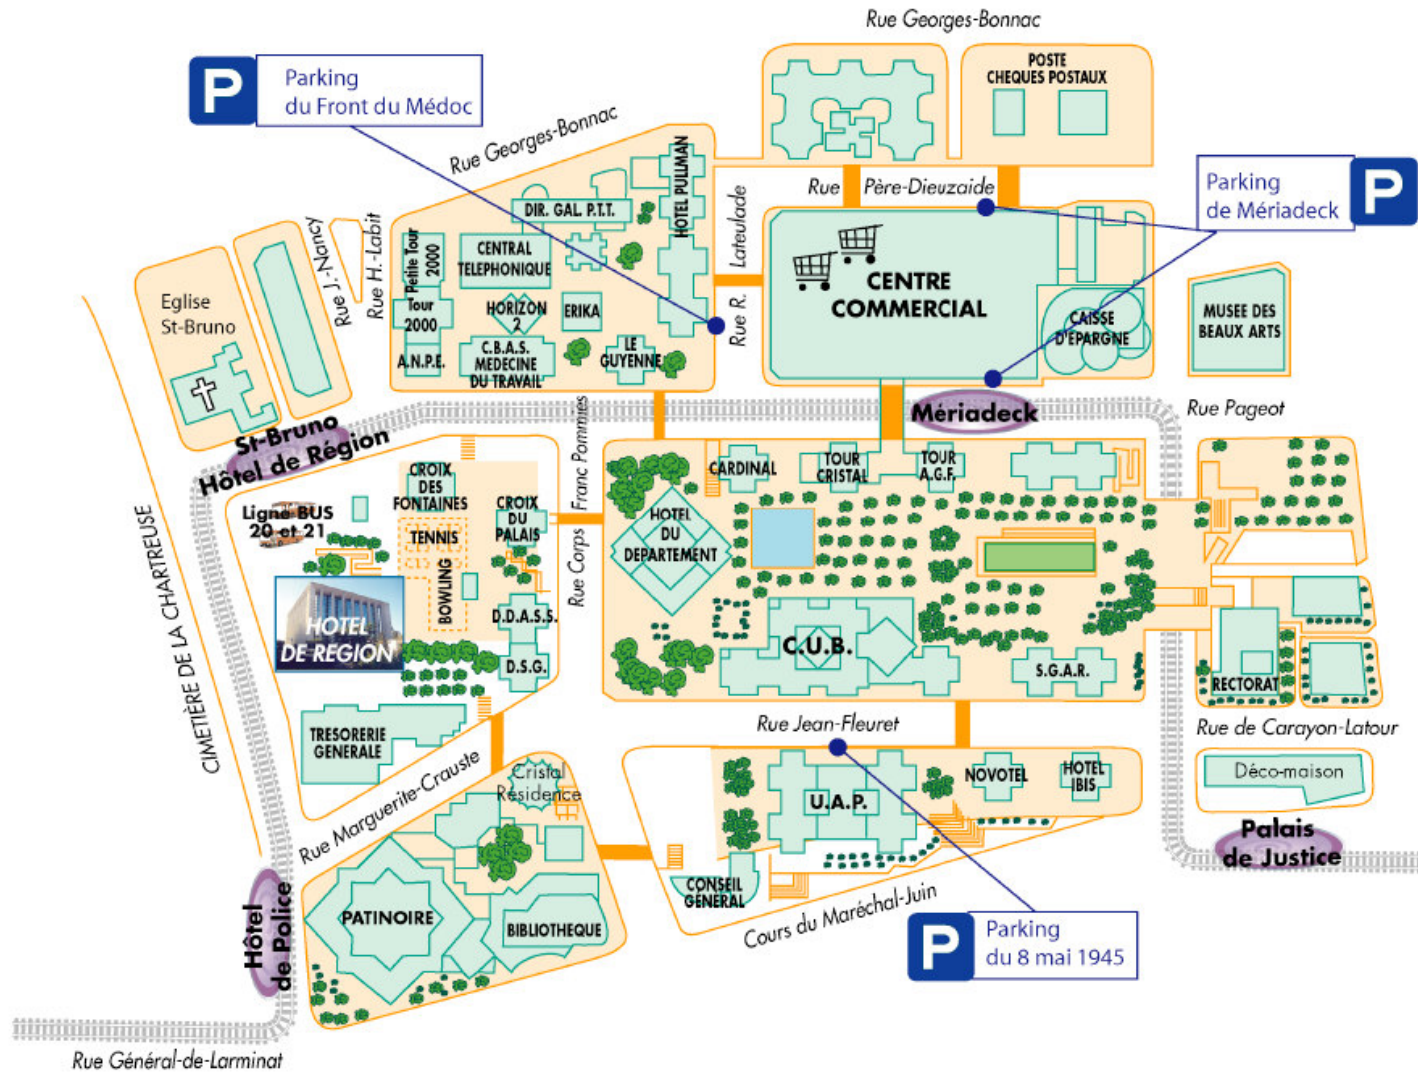 Rue Georges-Bonnac
P
Parking
du Front du Médoc
POSTE
CHEQUES POSTAUX
Rue Georges-Bonnac
Parking
de Mériadeck
P
Rue
Père-Dieuzaide
HOTEL PULLMAN
DIR. GAL. P.T.T.
Lateulade
Rue R.
Rue J.-Nancy
Rue H.-Labit
Petite Tour
2000
CENTRAL
TELEPHONIQUE
CENTRE
COMMERCIAL
Eglise
St-Bruno
Tour
2000
HORIZON
2
ERIKA
MUSEE DES
BEAUX ARTS
CAISSE
D'ÉPARGNE
A.N.P.E.
C.B.A.S.
MEDECINE
DU TRAVAIL
LE
GUYENNE
Mériadeck
Rue Pageot
St-Bruno
Hôtel de Région
Franc Pommies
Rue Corps
CROIX
DES
FONTAINES
CARDINAL
TOUR
CRISTAL
TOUR
A.G.F.
Ligne BUS
20 et 21
CROIX
DU
PALAIS
HOTEL
DU
DEPARTEMENT
TENNIS
BOWLING
CIMETIÈRE DE LA CHARTREUSE
HOTEL
DE REGION
D.D.A.S.S.
D.S.G.
C.U.B.
S.G.A.R.
RECTORAT
TRESORERIE
GENERALE
Rue Jean-Fleuret
Rue de Carayon-Latour
Rue Marguerite-Crauste
Cristal
Résidence
U.A.P.
NOVOTEL
HOTEL
IBIS
Déco-maison
Palais
de Justice
Hôtel
de Police
PATINOIRE
BIBLIOTHEQUE
CONSEIL
GENERAL
Cours du Maréchal-Juin
P
Parking
du 8 mai 1945
Rue Général-de-Larminat